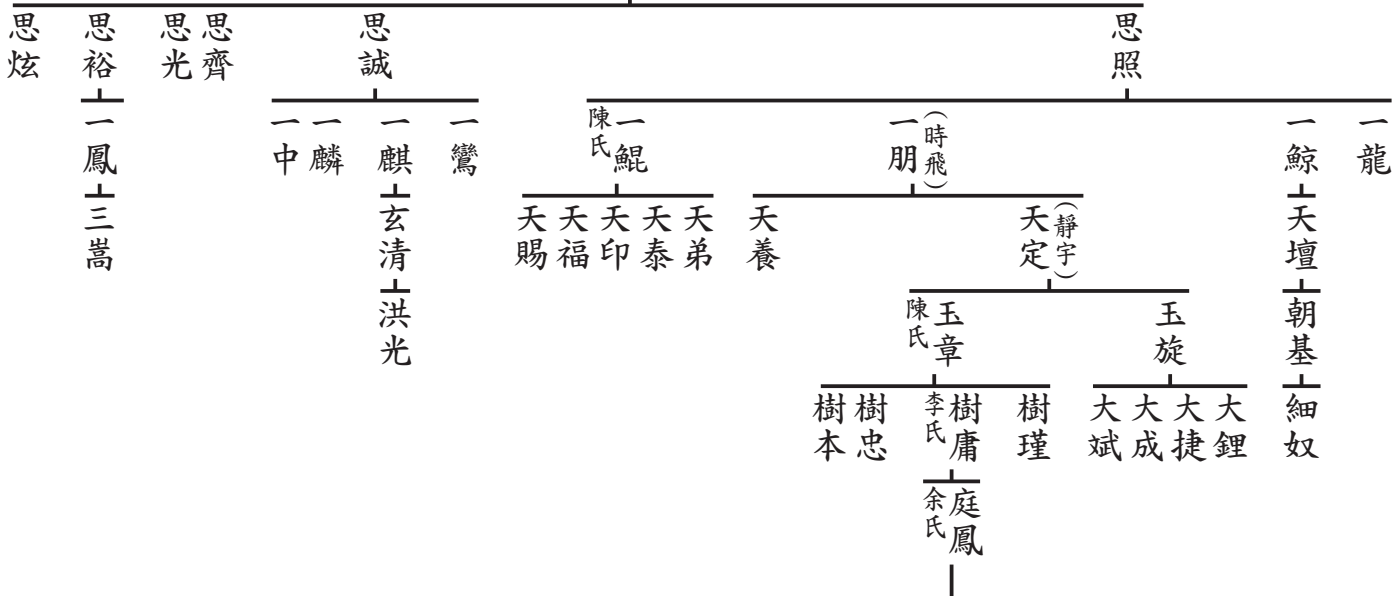 思照
思誠
思齊
思光
思裕
思炫
一龍
一鯨
一朋
（時飛）
一鯤
陳氏
一鸞
一麒
一麟
一中
一鳳
天壇
天定
（靜宇）
天養
天弟
天泰
天印
天福
天賜
玄清
三嵩
朝基
玉旋
玉章
陳氏
洪光
細奴
大鋰
大捷
大成
大斌
樹瑾
樹庸
李氏
樹忠
樹本
庭鳳
余氏